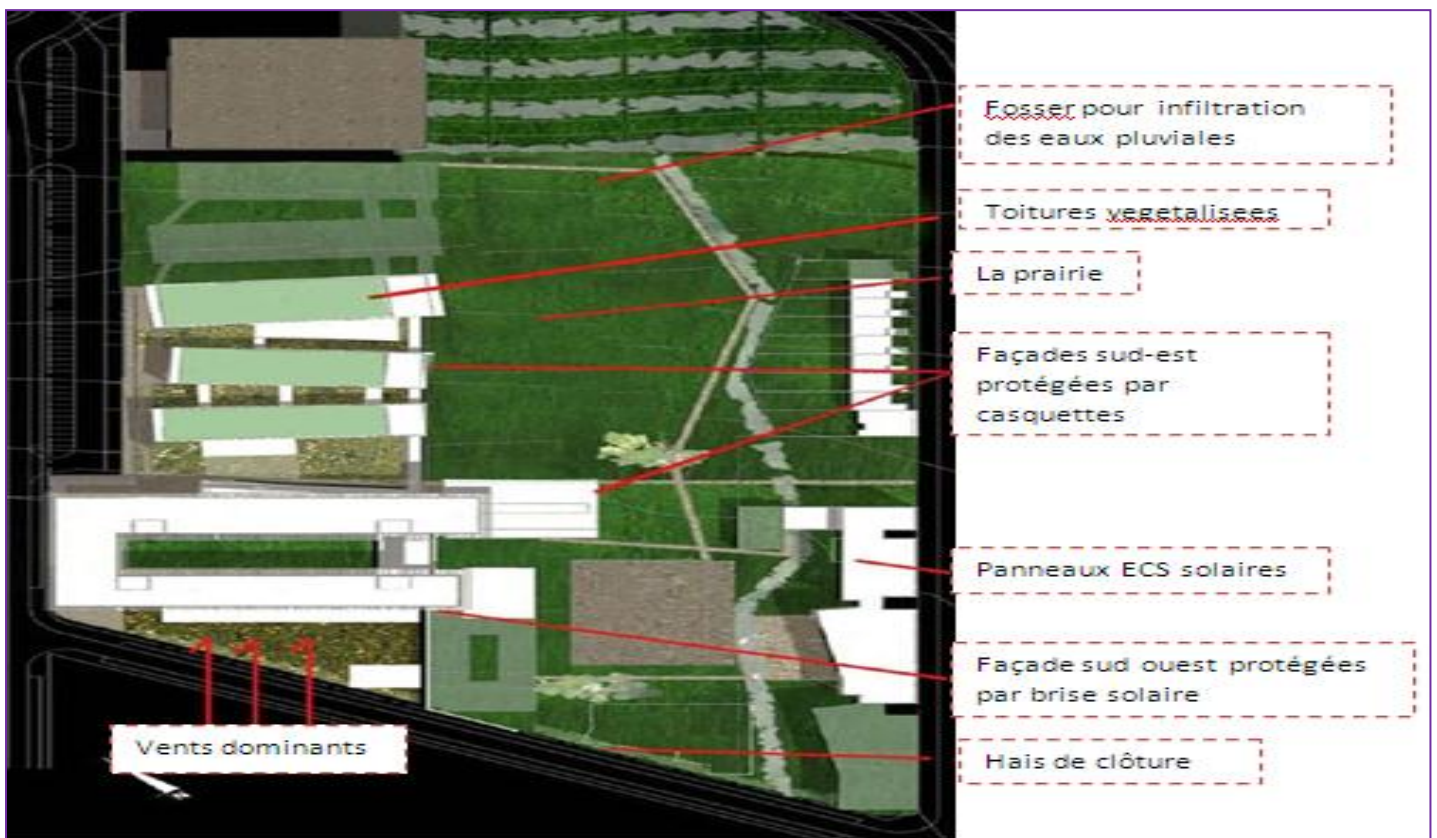 Fosser pour infiltration
des eaux pluviales
Toitures vegetalisees
La prairie
Façades sud-est
protégées par
casquettes
Panneaux ECS solaires
Façade sud ouest protégées
par brise solaire
Vents dominants
Hais de clôture